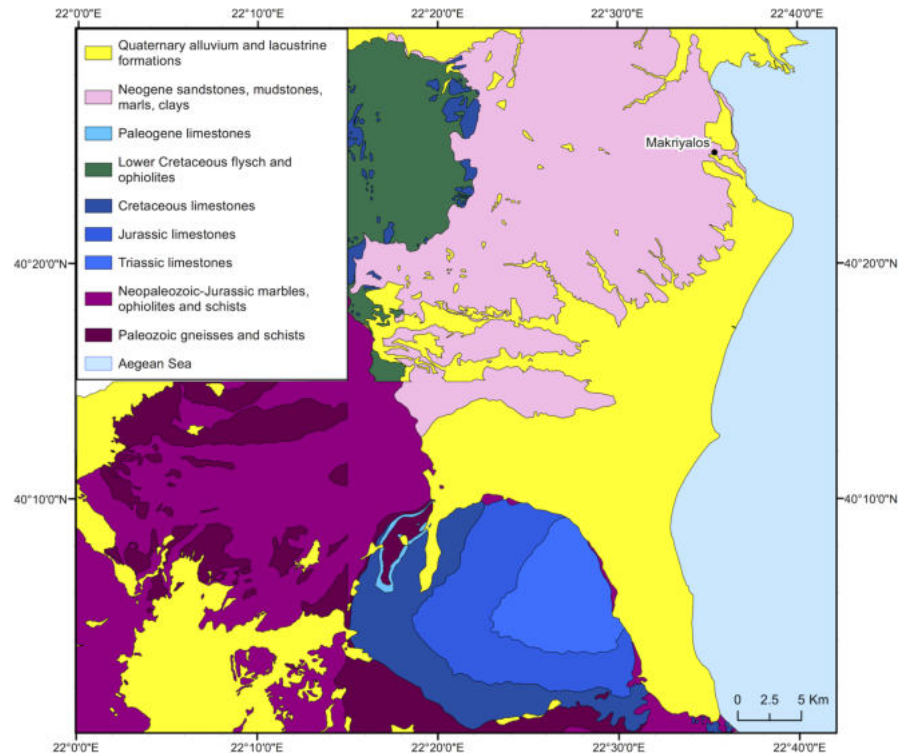 22°0'0"E
22°10'0"E
22°20'0"E
22°30'0"E
22°40'0"E
Quaternary alluvium and lacustrine
formations
Neogene sandstones, mudstones,
marls, clays
Paleogene limestones
Lower Cretaceous flysch and
ophiolites
Cretaceous limestones
Jurassic limestones
Triassic limestones
Neopaleozoic-Jurassic marbles,
ophiolites and schists
Paleozoic gneisses and schists
Aegean Sea
Makriyalos
40°20'0"N
40°20'0"N
40°10'0"N
40°10'0"N
0 2.5 5 Km
22°0'0"E
22°10'0"E
22°20'0"E
22°30'0"E
22°40'0"E